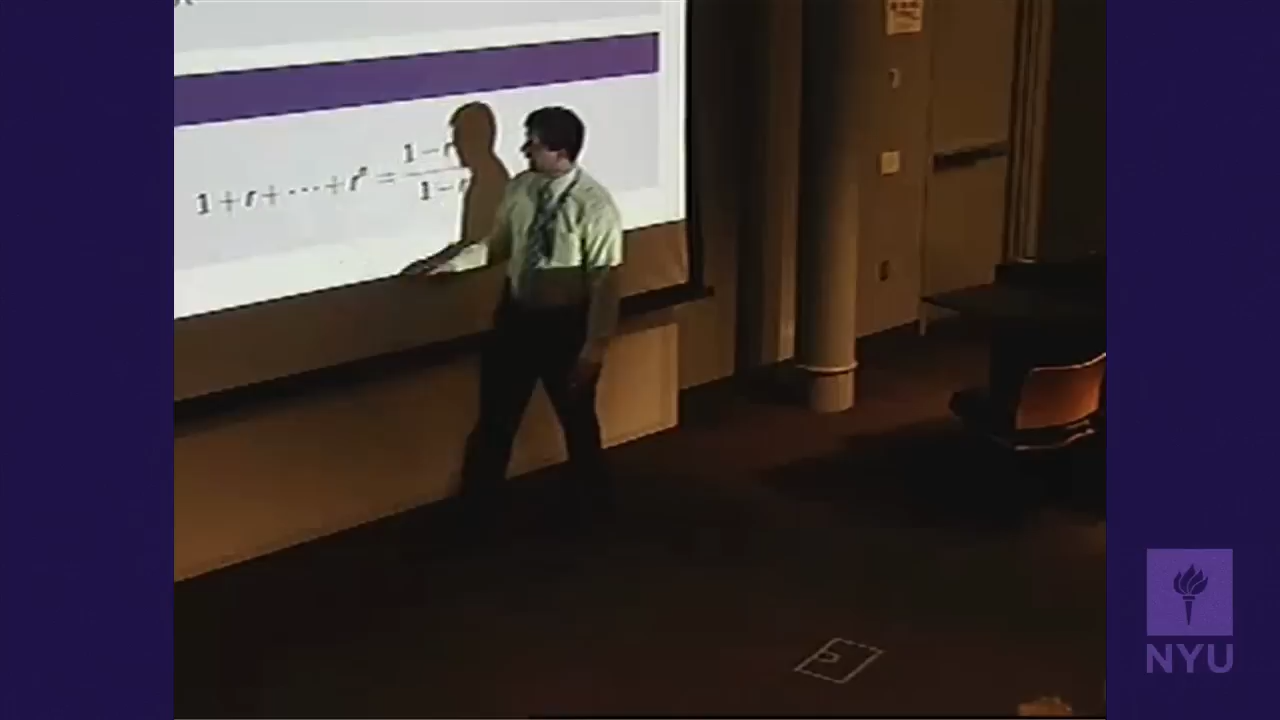 1 + r + ··· + rⁿ = (1 − r)/(1 − r)
NYU